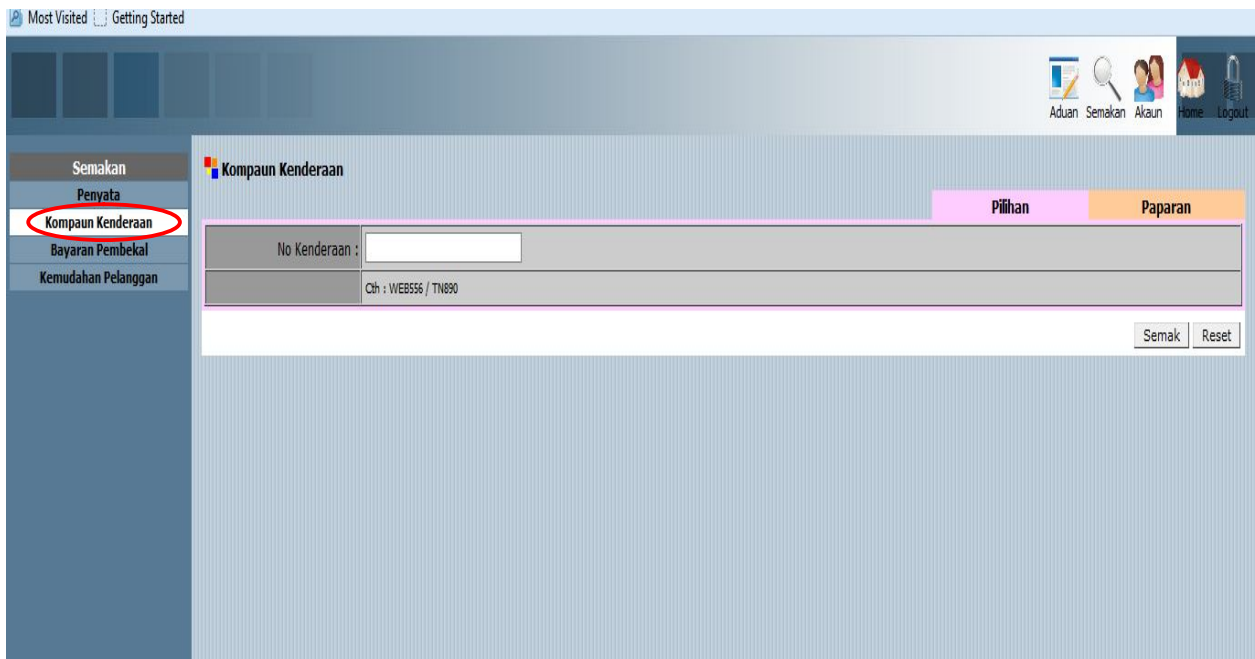 Most Visited Getting Started
Aduan Semakan Akaun Home Logout
Semakan
Penyata
Kompaun Kenderaan
Bayaran Pembekal
Kemudahan Pelanggan
Kompaun Kenderaan
Pilihan Paparan
No Kenderaan :
Cth : WEB556 / TN890
Semak Reset